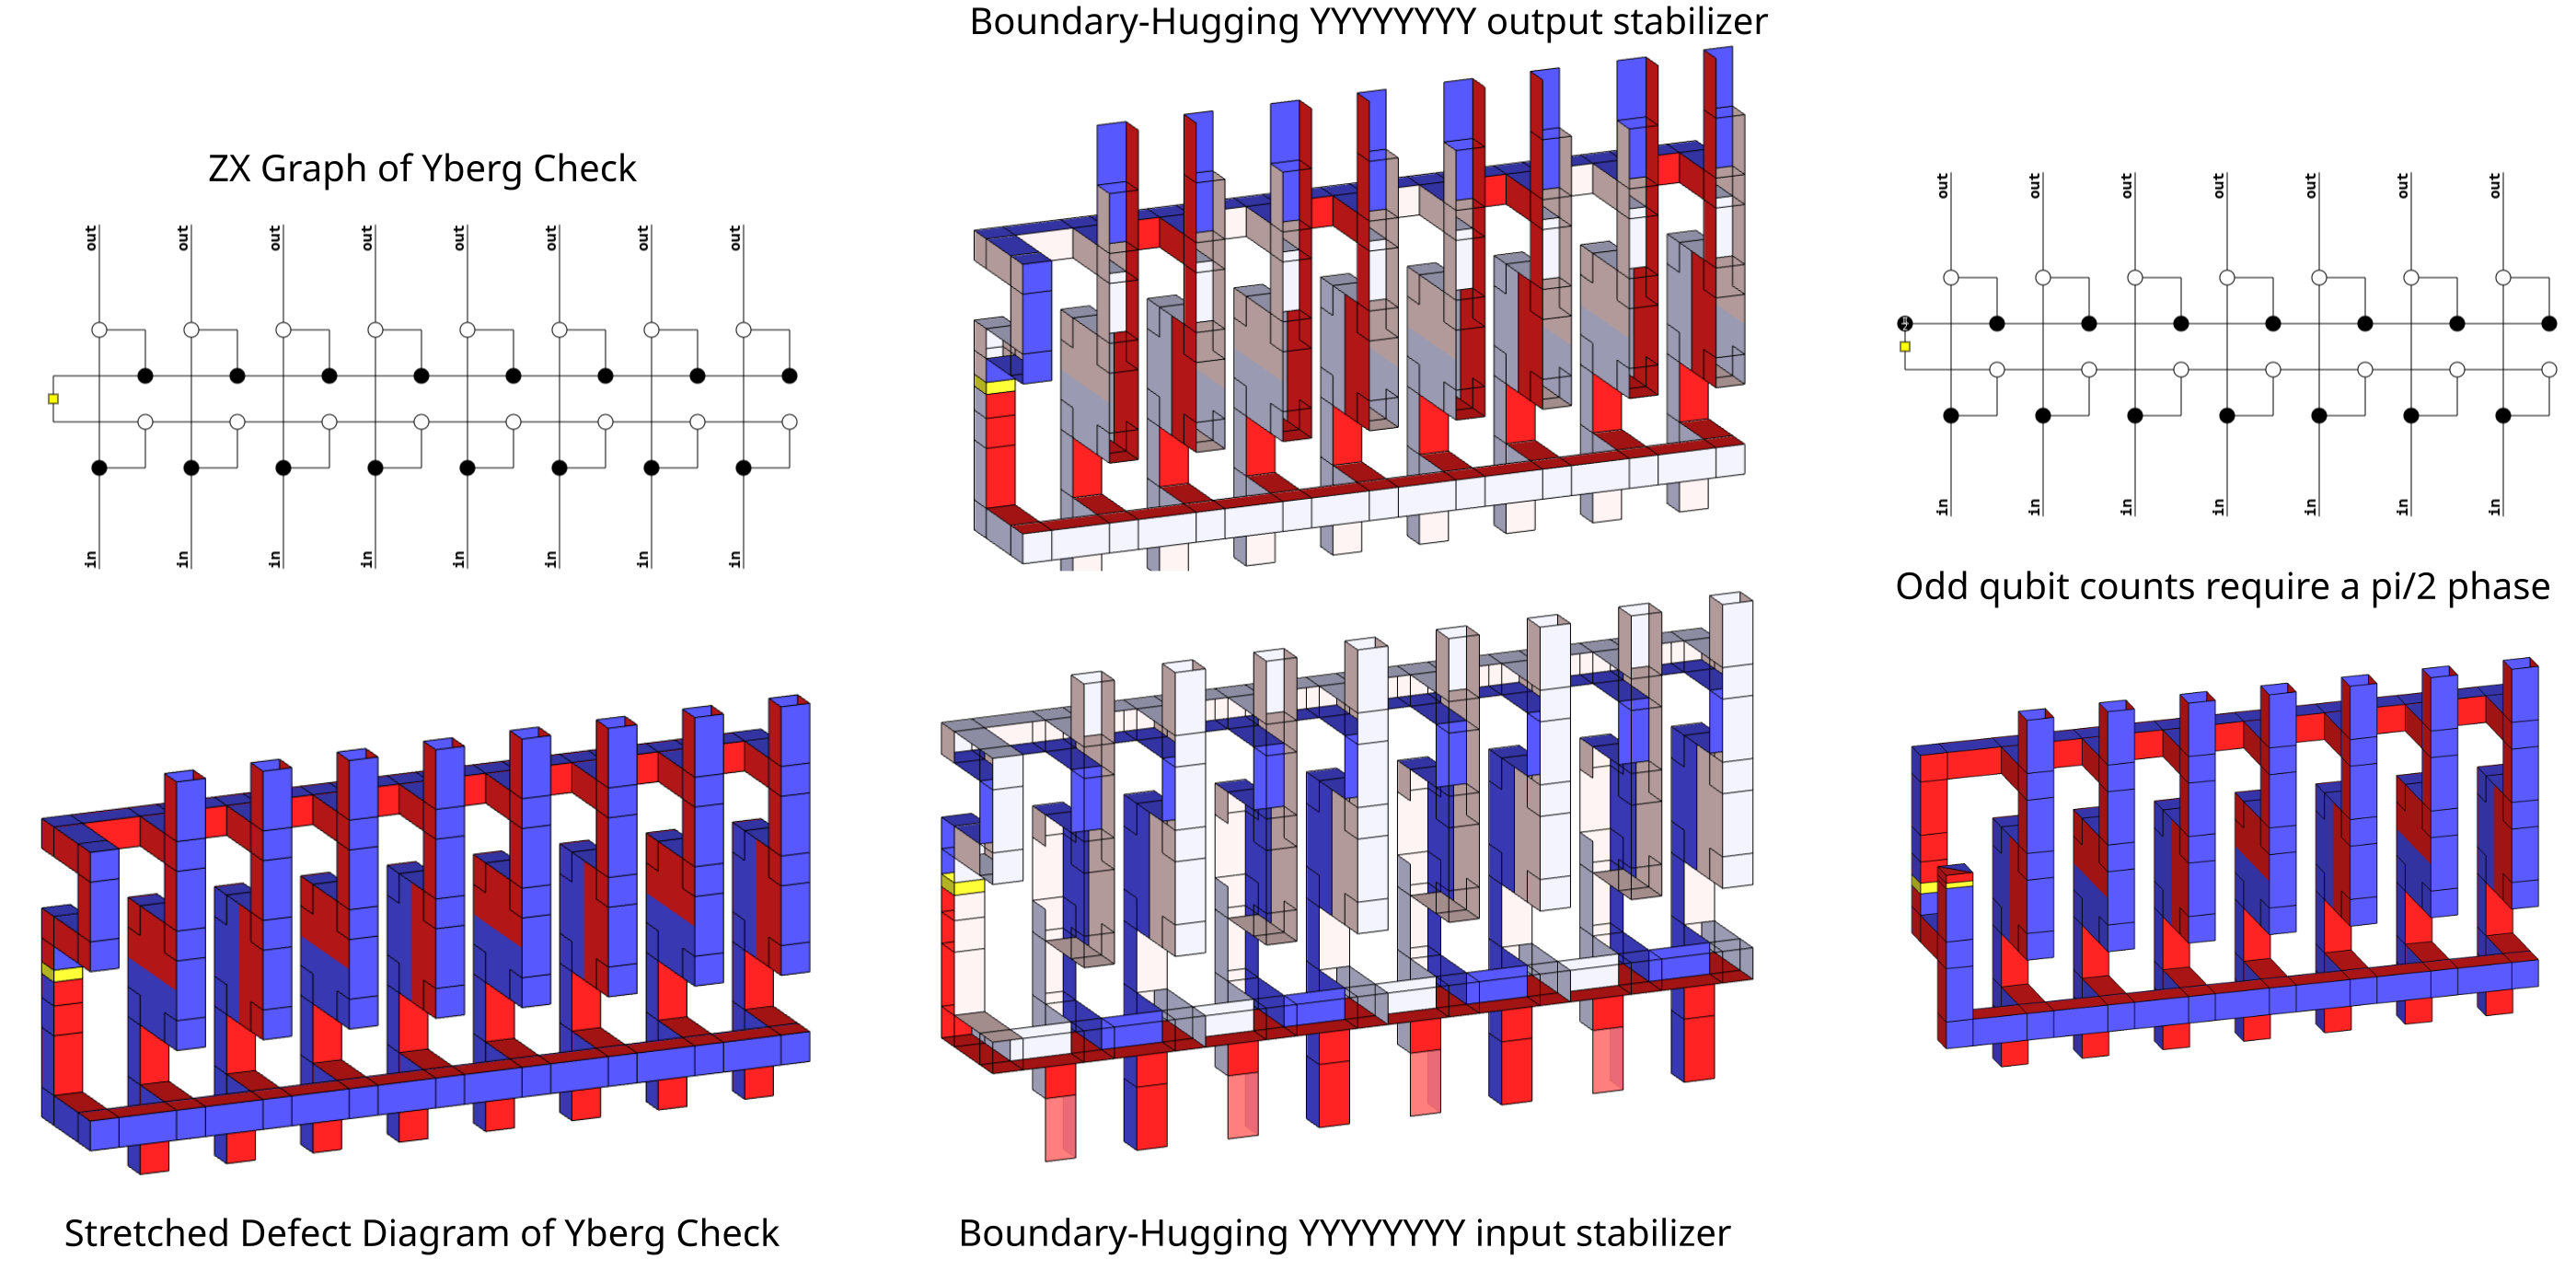 Boundary-Hugging YYYYYYYY output stabilizer
ZX Graph of Yberg Check
out out out out out out out out
in in in in in in in in
out out out out out out out
in in in in in in in
Odd qubit counts require a pi/2 phase
Stretched Defect Diagram of Yberg Check
Boundary-Hugging YYYYYYYY input stabilizer